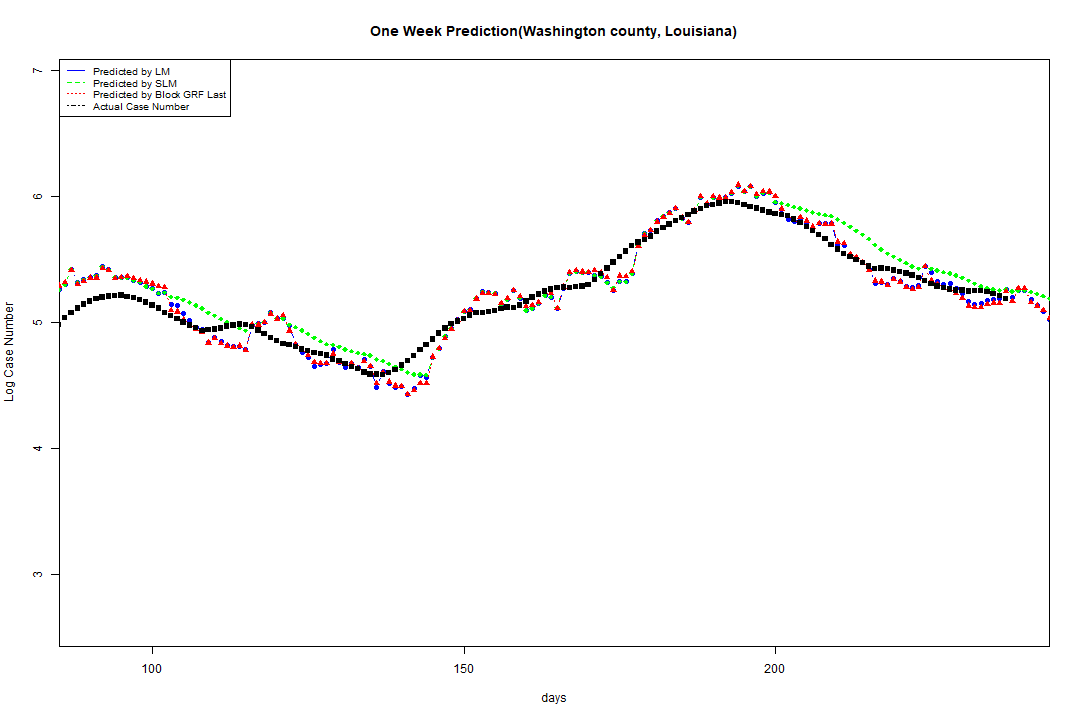 One Week Prediction(Washington county, Louisiana)
Predicted by LM
Predicted by SLM
Predicted by Block GRF Last
Actual Case Number
7
6
5
4
3
Log Case Number
100 150 200
days